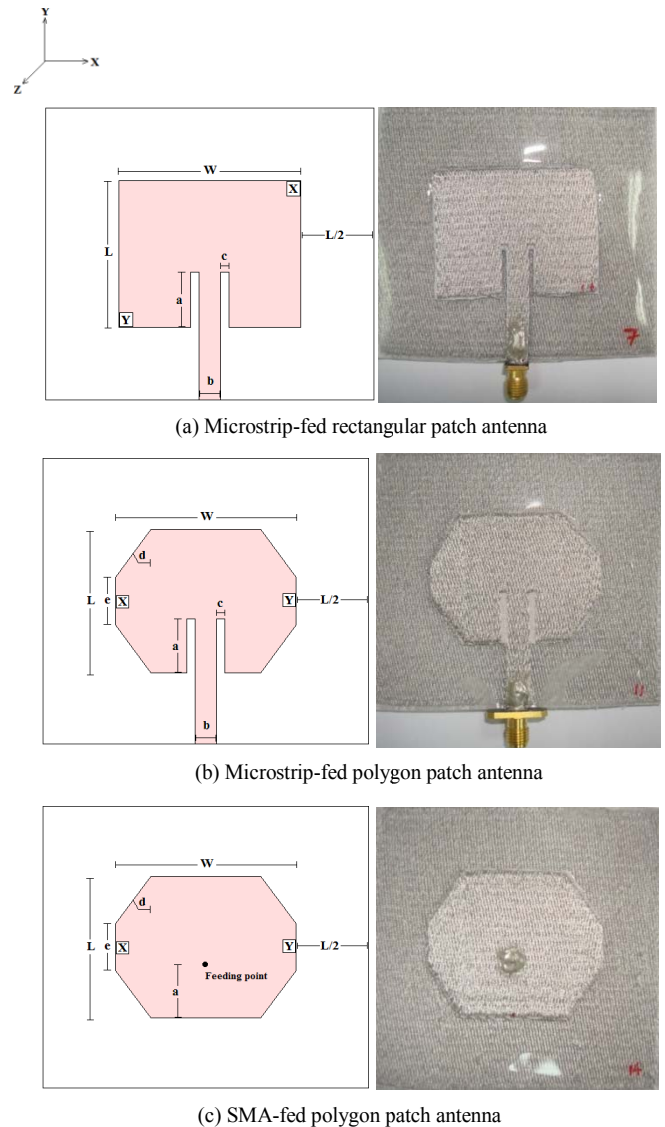 Y
X
Z
W
X
L/2
L
c
a
Y
b
7
(a) Microstrip-fed rectangular patch antenna
W
d
L
e
X
Y
L/2
c
a
b
11
(b) Microstrip-fed polygon patch antenna
W
d
L
e
X
Y
L/2
Feeding point
a
14
(c) SMA-fed polygon patch antenna